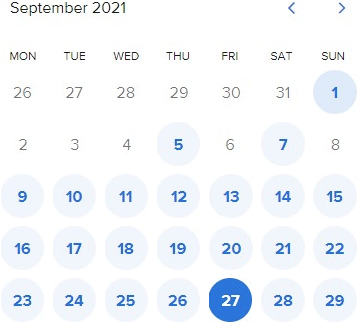 September 2021
MON TUE WED THU FRI SAT SUN
26 27 28 29 30 31 1
2 3 4 5 6 7 8
9 10 11 12 13 14 15
16 17 18 19 20 21 22
23 24 25 26 27 28 29